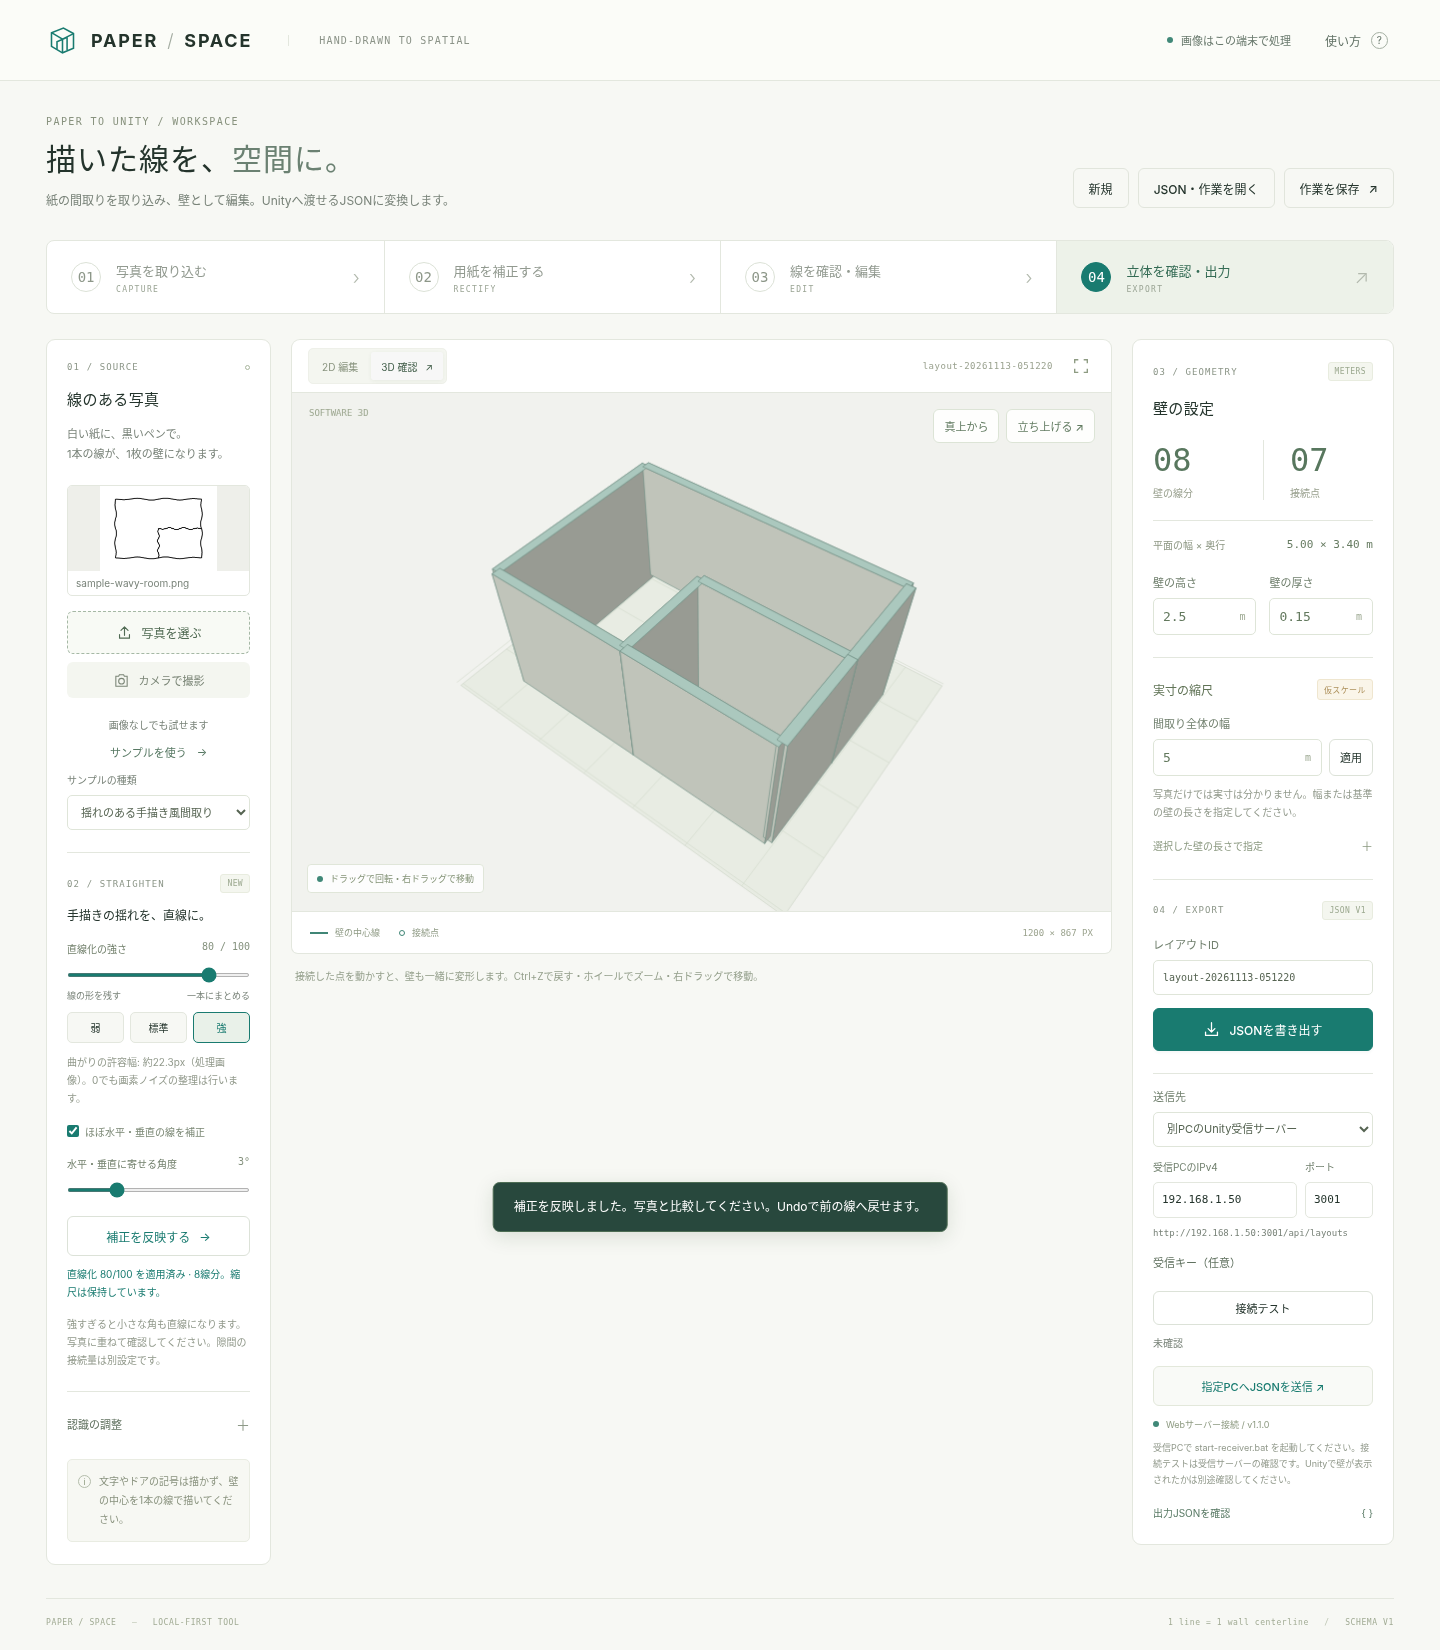 PAPER / SPACE
HAND-DRAWN TO SPATIAL
画像はこの端末で処理
使い方 ?
PAPER TO UNITY / WORKSPACE
描いた線を、空間に。
紙の間取りを取り込み、壁として編集。Unityへ渡せるJSONに変換します。
新規
JSON・作業を開く
作業を保存 ↗
01 写真を取り込む
CAPTURE
02 用紙を補正する
RECTIFY
03 線を確認・編集
EDIT
04 立体を確認・出力
EXPORT
01 / SOURCE
線のある写真
白い紙に、黒いペンで。
1本の線が、1枚の壁になります。
sample-wavy-room.png
写真を選ぶ
カメラで撮影
画像なしでも試せます
サンプルを使う →
サンプルの種類
揺れのある手描き風間取り
02 / STRAIGHTEN
NEW
手描きの揺れを、直線に。
直線化の強さ
80 / 100
線の形を残す
一本にまとめる
弱
標準
強
曲がりの許容幅: 約22.3px（処理画
像）。0でも画素ノイズの整理は行いま
す。
ほぼ水平・垂直の線を補正
水平・垂直に寄せる角度
3°
補正を反映する →
直線化 80/100 を適用済み · 8線分。縮
尺は保持しています。
強すぎると小さな角も直線になります。
写真に重ねて確認してください。隙間の
接続量は別設定です。
認識の調整
文字やドアの記号は描かず、壁
の中心を1本の線で描いてくだ
さい。
2D 編集
3D 確認 ↗
layout-20261113-051220
SOFTWARE 3D
真上から
立ち上げる ↗
ドラッグで回転・右ドラッグで移動
壁の中心線
接続点
1200 × 867 PX
接続した点を動かすと、壁も一緒に変形します。Ctrl+Zで戻す・ホイールでズーム・右ドラッグで移動。
補正を反映しました。写真と比較してください。Undoで前の線へ戻せます。
03 / GEOMETRY
METERS
壁の設定
08
壁の線分
07
接続点
平面の幅 × 奥行
5.00 × 3.40 m
壁の高さ
壁の厚さ
2.5 m
0.15 m
実寸の縮尺
仮スケール
間取り全体の幅
5 m
適用
写真だけでは実寸は分かりません。幅または基準
の壁の長さを指定してください。
選択した壁の長さで指定
04 / EXPORT
JSON V1
レイアウトID
layout-20261113-051220
JSONを書き出す
送信先
別PCのUnity受信サーバー
受信PCのIPv4
ポート
192.168.1.50
3001
http://192.168.1.50:3001/api/layouts
受信キー（任意）
接続テスト
未確認
指定PCへJSONを送信 ↗
Webサーバー接続 / v1.1.0
受信PCで start-receiver.bat を起動してください。接
続テストは受信サーバーの確認です。Unityで壁が表示
されたかは別途確認してください。
出力JSONを確認
{ }
PAPER / SPACE — LOCAL-FIRST TOOL
1 line = 1 wall centerline / SCHEMA V1